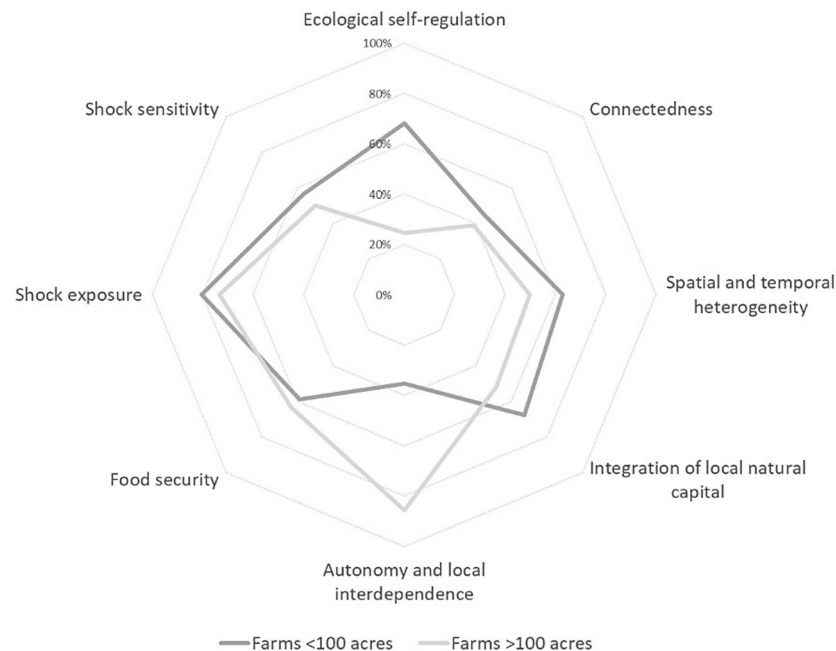 Ecological self-regulation
100%
Shock sensitivity
Connectedness
80%
60%
40%
20%
Shock exposure
0%
Spatial and temporal
heterogeneity
Food security
Integration of local natural
capital
Autonomy and local
interdependence
Farms <100 acres
Farms >100 acres